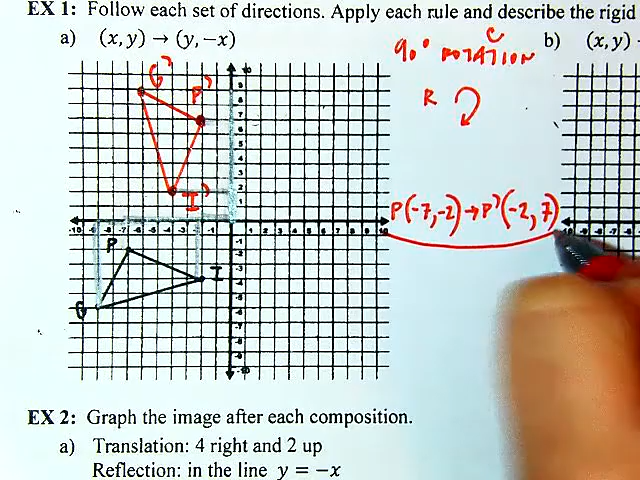 EX 1: Follow each set of directions. Apply each rule and describe the rigid
a) (x, y) → (y, −x)
b) (x, y)
90° ROTATION
R
G'
P'
I'
P(-7,-2)→P'(-2,7)
P
I
G
EX 2: Graph the image after each composition.
a) Translation: 4 right and 2 up
Reflection: in the line y = −x